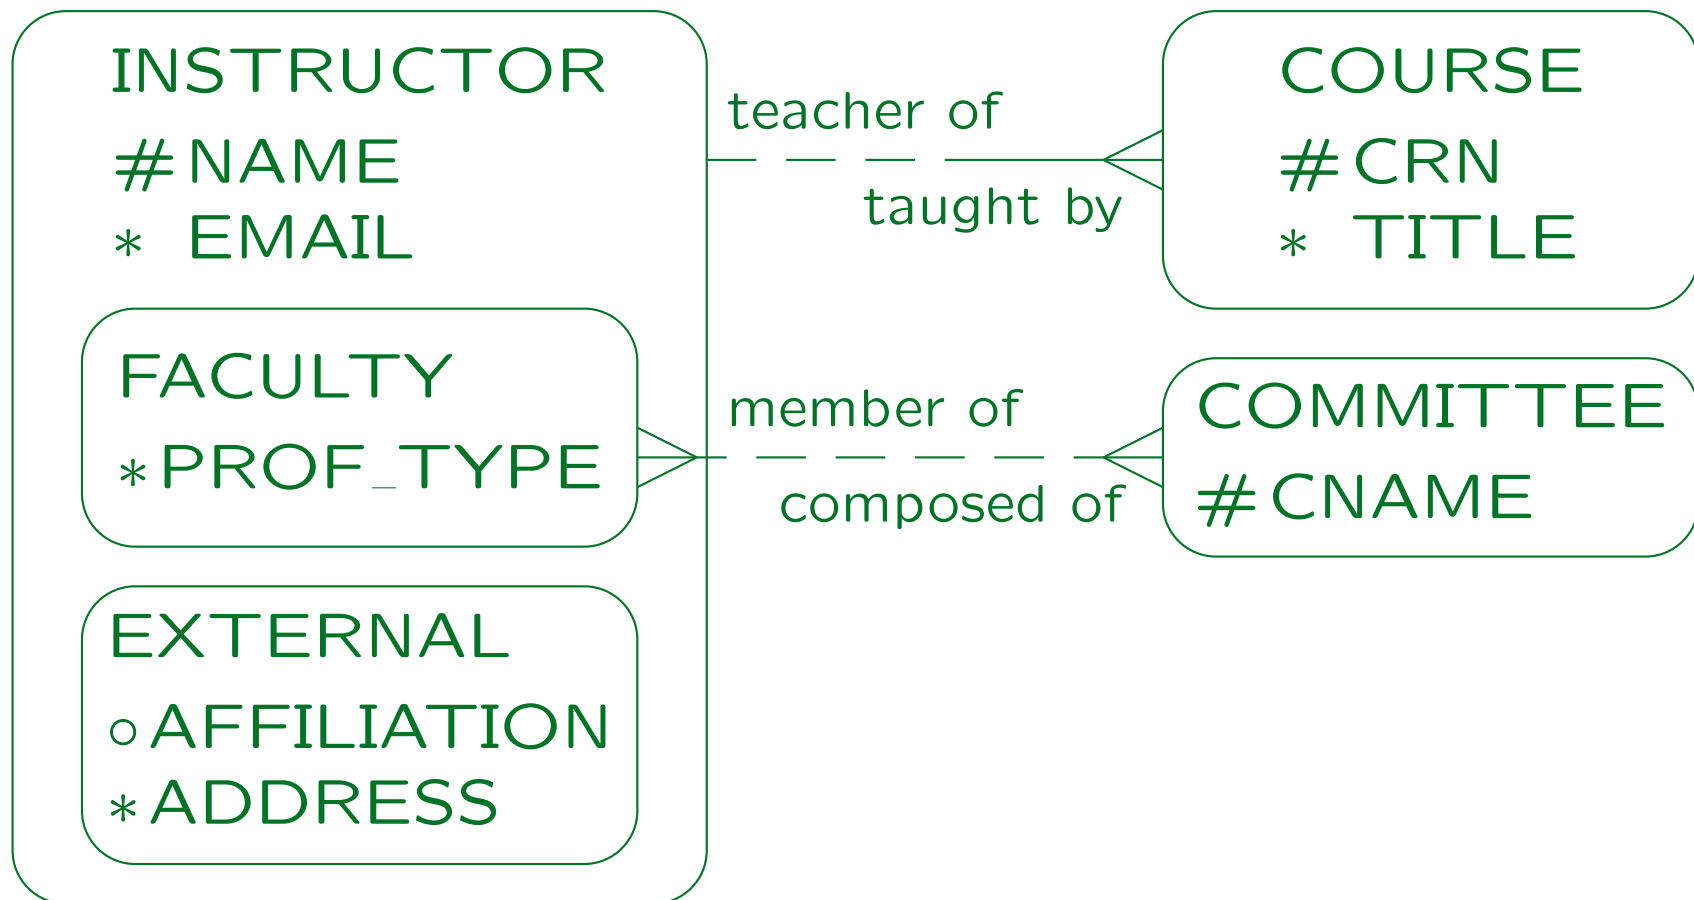 INSTRUCTOR
# NAME
* EMAIL
FACULTY
* PROF_TYPE
EXTERNAL
○ AFFILIATION
* ADDRESS
teacher of
taught by
member of
composed of
COURSE
# CRN
* TITLE
COMMITTEE
# CNAME